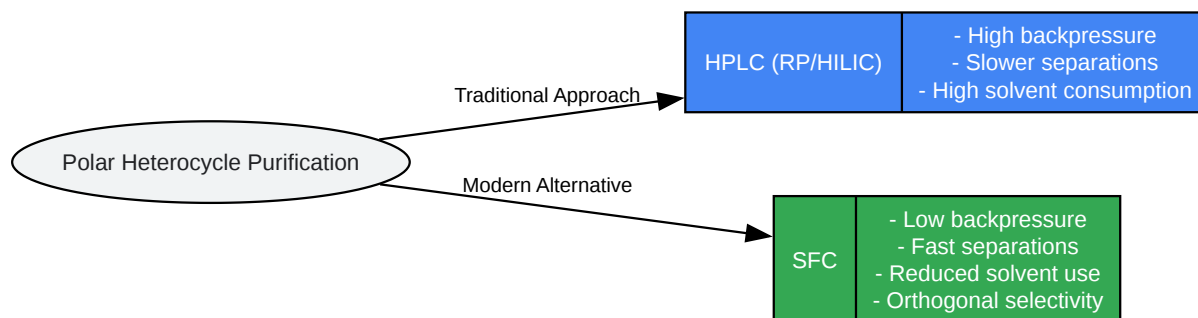 Polar Heterocycle Purification
Traditional Approach
HPLC (RP/HILIC)
- High backpressure
- Slower separations
- High solvent consumption
Modern Alternative
SFC
- Low backpressure
- Fast separations
- Reduced solvent use
- Orthogonal selectivity